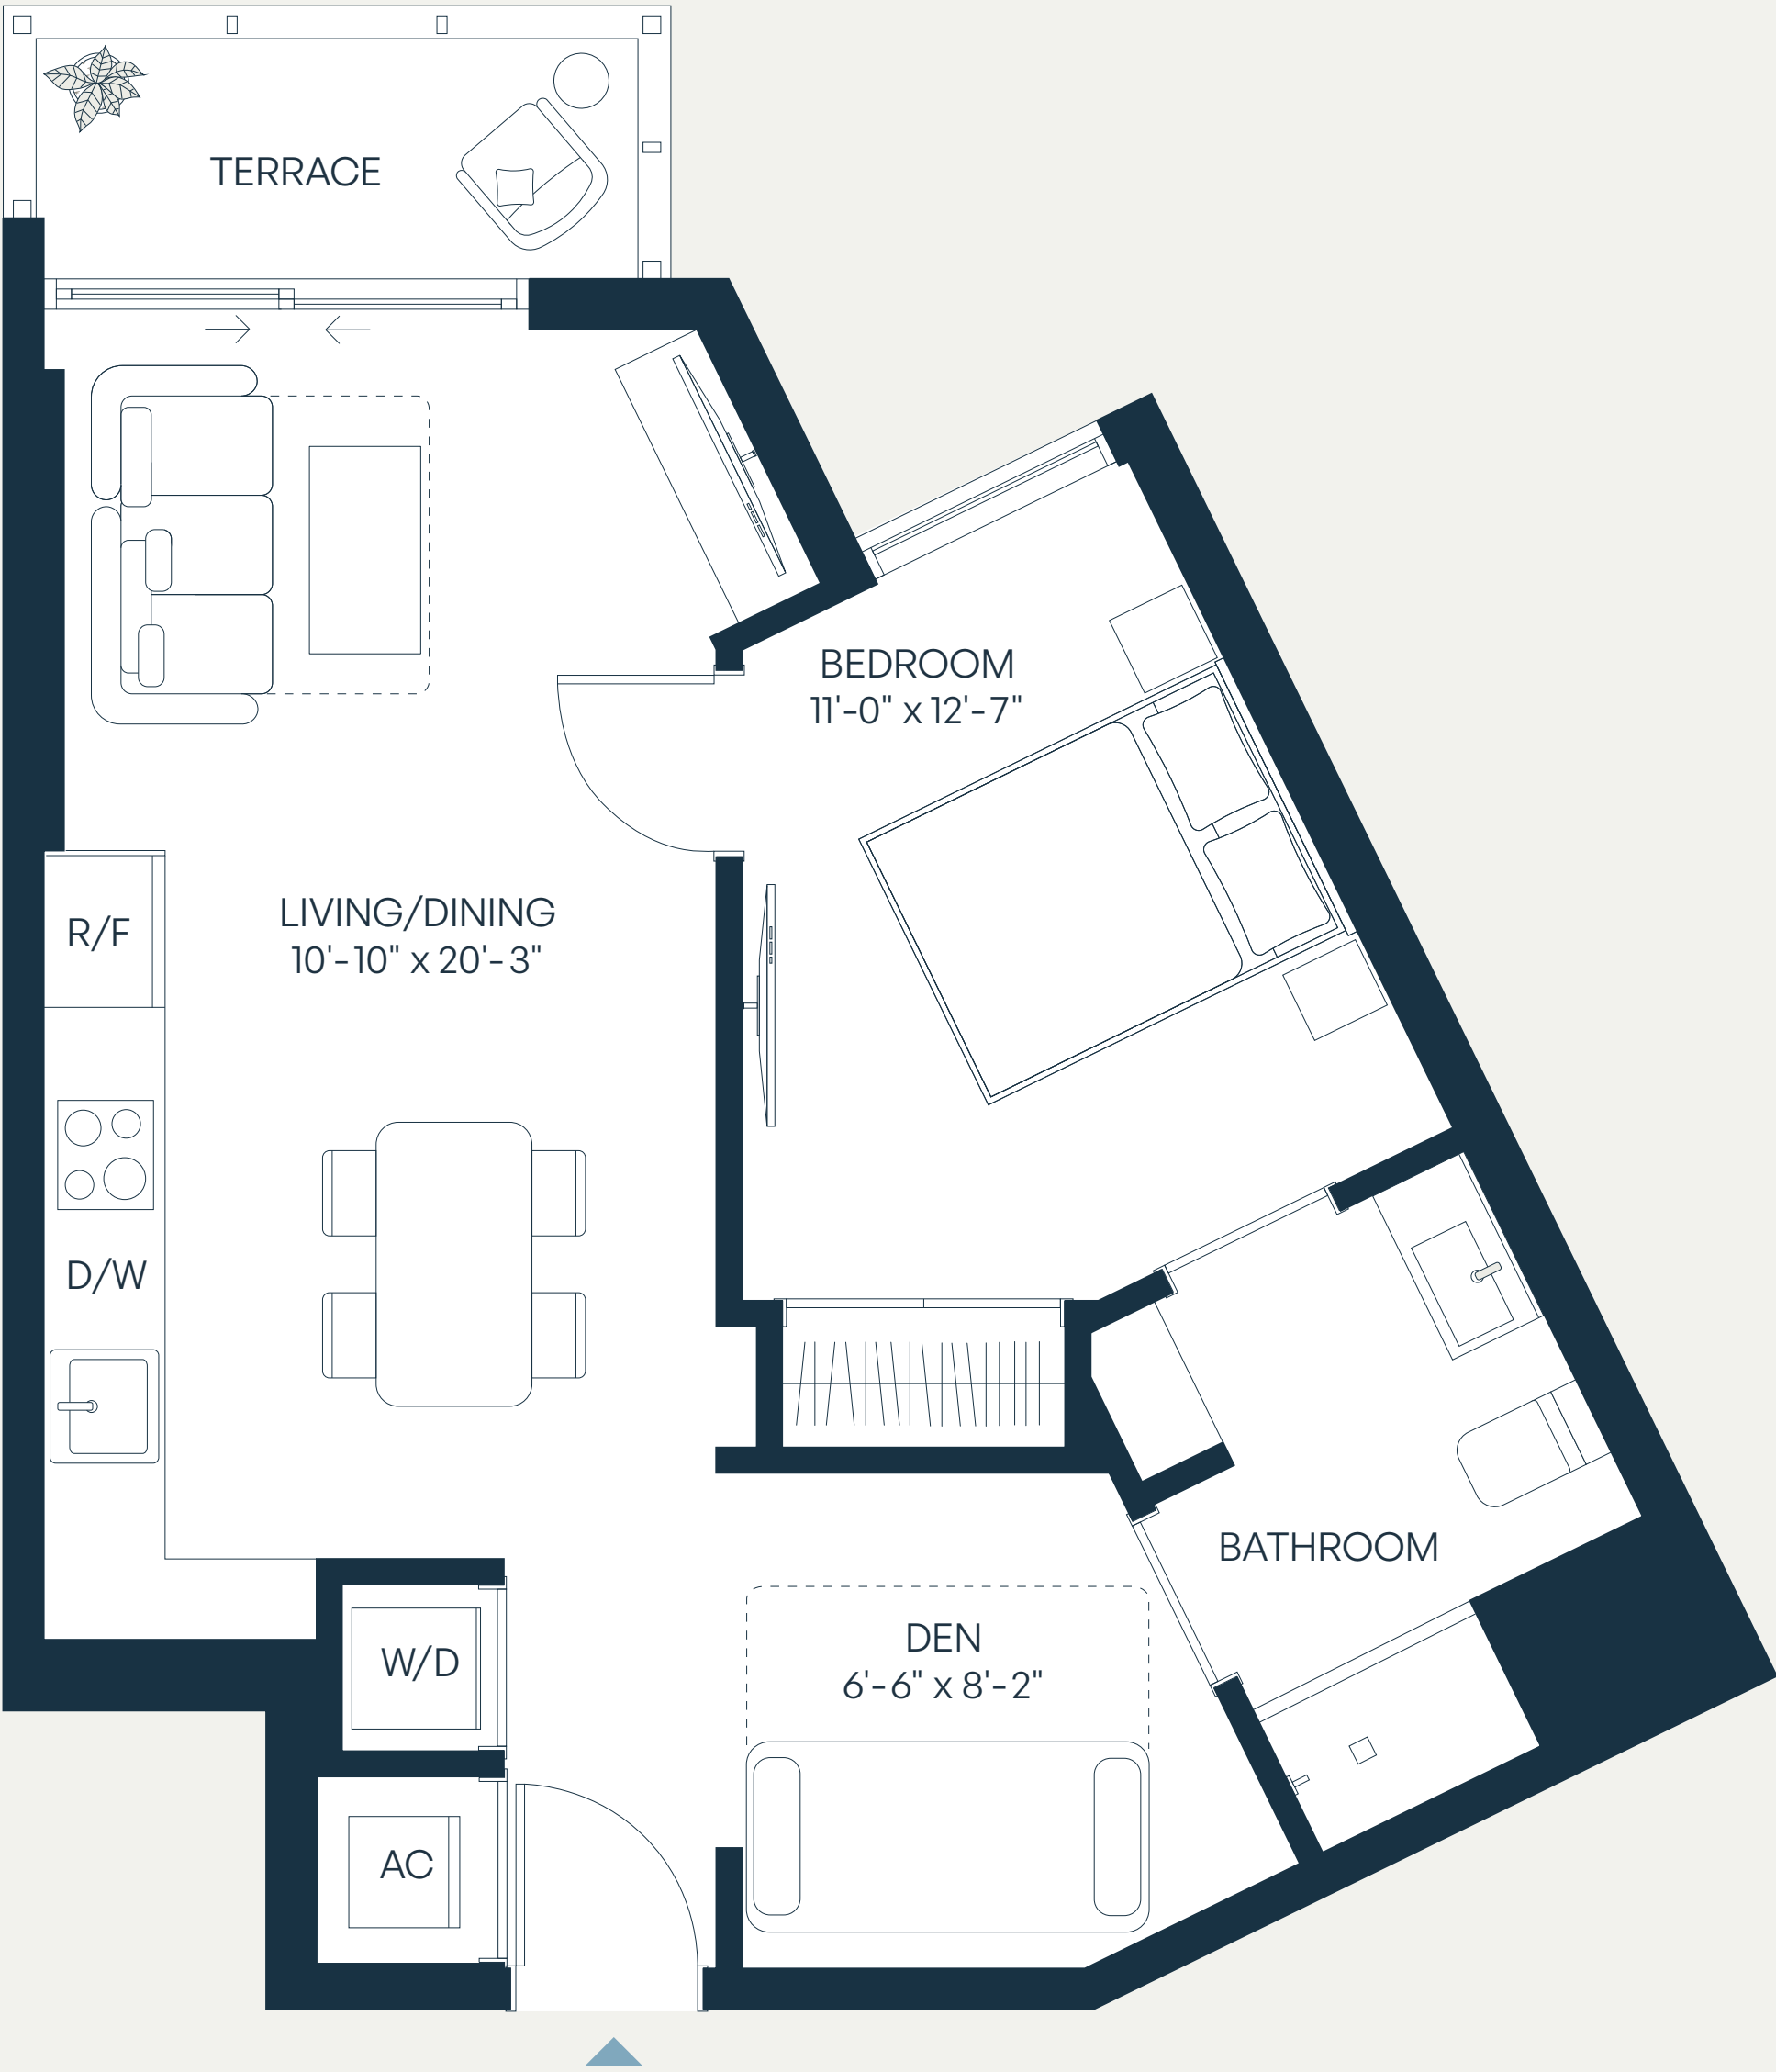 TERRACE
BEDROOM
11'-0" x 12'-7"
LIVING/DINING
10'-10" x 20'-3"
R/F
D/W
BATHROOM
DEN
6'-6" x 8'-2"
W/D
AC